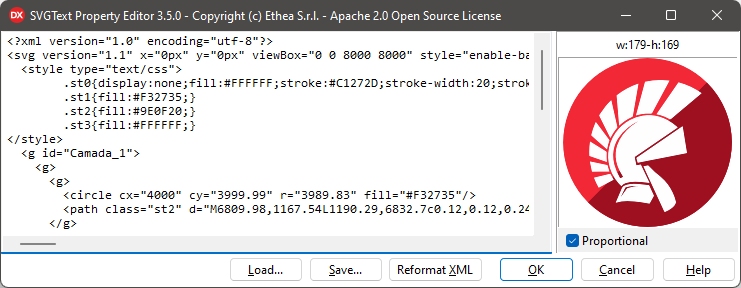 DX SVGText Property Editor 3.5.0 - Copyright (c) Ethea S.r.l. - Apache 2.0 Open Source License
<?xml version="1.0" encoding="utf-8"?>
<svg version="1.1" x="0px" y="0px" viewBox="0 0 8000 8000" style="enable-ba
<style type="text/css">
.st0{display:none;fill:#FFFFFF;stroke:#C1272D;stroke-width:20;strok
.st1{fill:#F32735;}
.st2{fill:#9E0F20;}
.st3{fill:#FFFFFF;}
</style>
<g id="Camada_1">
<g>
<g>
<circle cx="4000" cy="3999.99" r="3989.83" fill="#F32735"/>
<path class="st2" d="M6809.98,1167.54L1190.29,6832.7c0.12,0.12,0.24
</g>
w:179-h:169
Proportional
Load... Save... Reformat XML OK Cancel Help